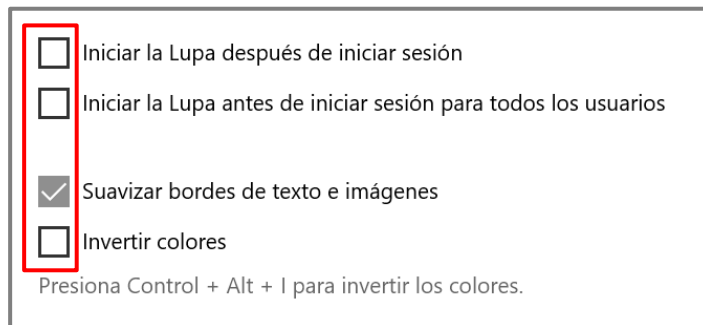 Iniciar la Lupa después de iniciar sesión
Iniciar la Lupa antes de iniciar sesión para todos los usuarios
Suavizar bordes de texto e imágenes
Invertir colores
Presiona Control + Alt + I para invertir los colores.